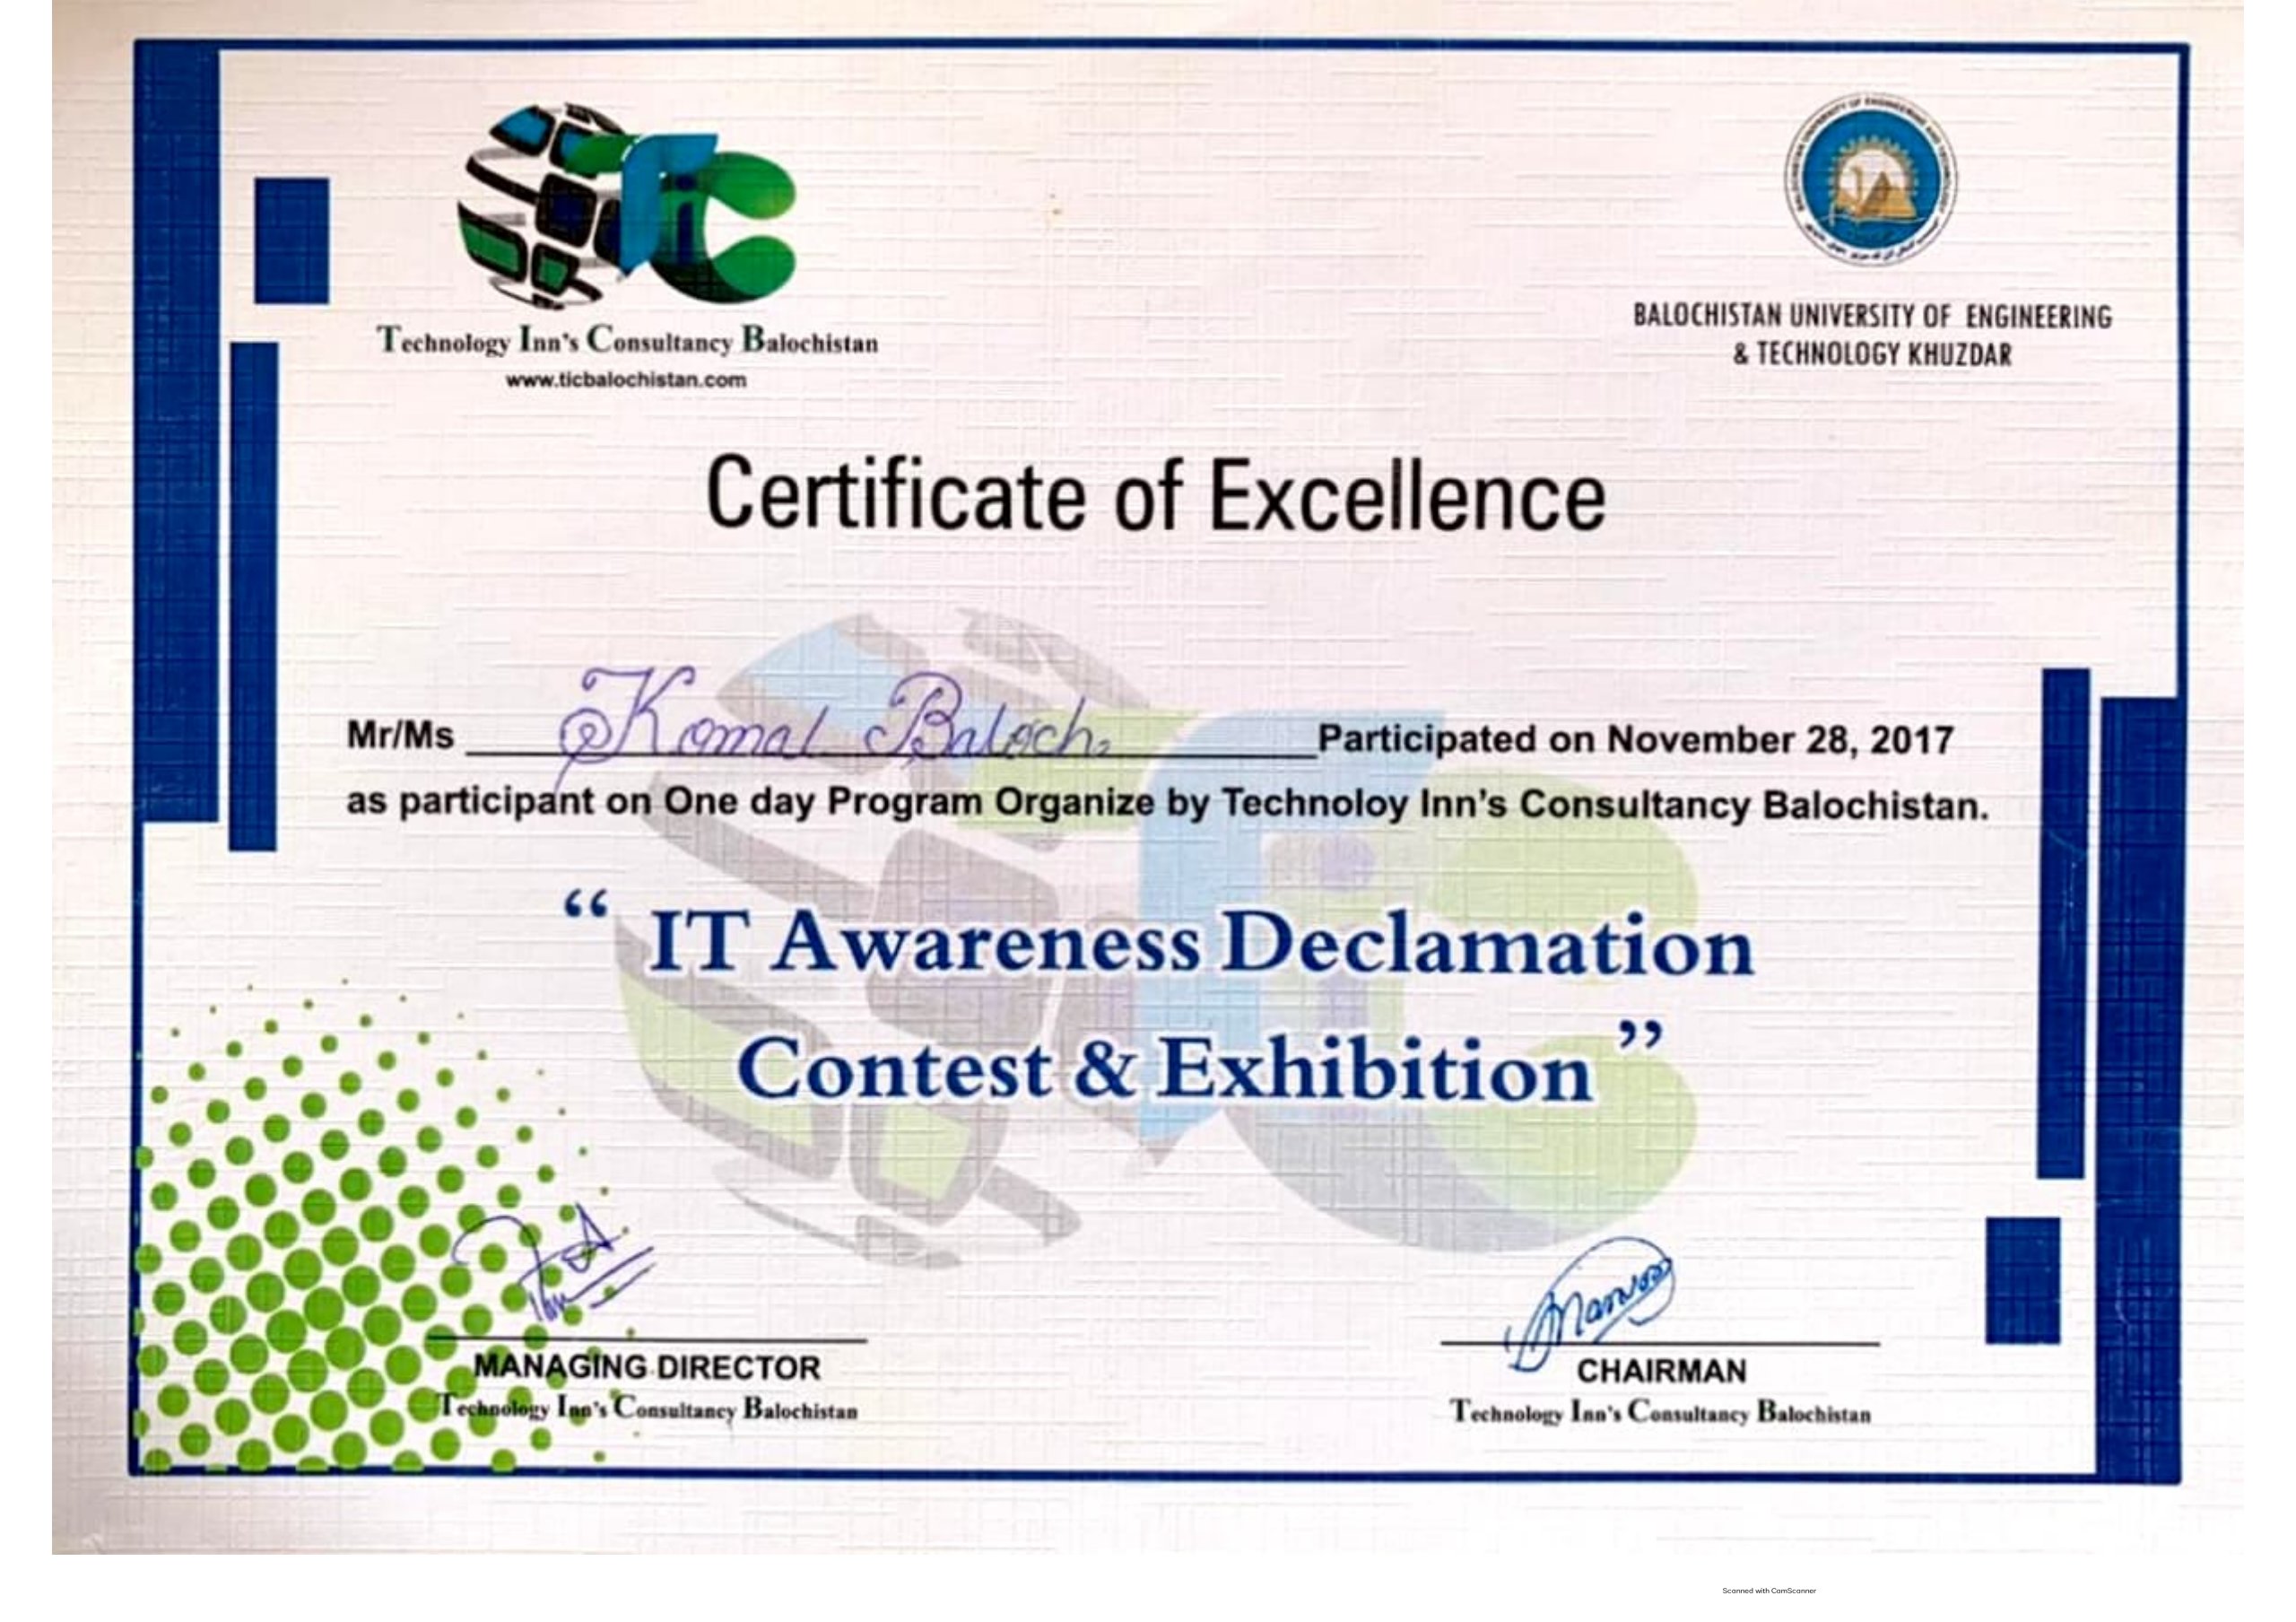 TiC
Technology Inn's Consultancy Balochistan
www.ticbalochistan.com
BALOCHISTAN UNIVERSITY OF ENGINEERING
& TECHNOLOGY KHUZDAR
Certificate of Excellence
Mr/Ms Komal Baloch Participated on November 28, 2017
as participant on One day Program Organize by Technoloy Inn's Consultancy Balochistan.
“ IT Awareness Declamation
Contest & Exhibition ”
MANAGING DIRECTOR
Technology Inn's Consultancy Balochistan
CHAIRMAN
Technology Inn's Consultancy Balochistan
Scanned with CamScanner